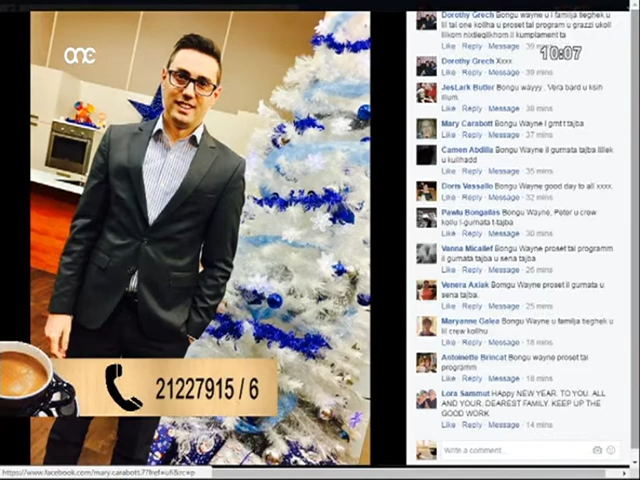 one
10:07
Dorothy Grech Bongu wayne u i familja tieghek u
lil tal one kollha u proset tal program u grazzi ukoll
Like · Reply · Message · 39 mins
Dorothy Grech Xxxx
Like · Reply · Message · 39 mins
JesLark Butler Bongu wayyy . Vera bard u ksih
illum.
Like · Reply · Message · 38 mins
Mary Carabott Bongu Wayne l grnt t tajba
Like · Reply · Message · 37 mins
Camen Abdilla Bongu Wayne il gurnata tajba lilek
u kulhadd
Like · Reply · Message · 35 mins
Doris Vassallo Bongu Wayne good day to all xxxx.
Like · Reply · Message · 32 mins
Pawlu Bongailas Bongu Wayne, Peter u crew
kollu l-gurnata t-tajba
Like · Reply · Message · 30 mins
Vanna Micallef Bongu Wayne proset tal programm
il gurnata tajba u sena tajba
Like · Reply · Message · 26 mins
Venera Axiak Bongu Wayne proset il gurnata u
sena tajba.
Like · Reply · Message · 25 mins
Maryanne Galea Bongu Wayne u familja tieghek u
lil crew kollhu
Like · Reply · Message · 18 mins
Antoinette Brincat Bongu wayne proset tal
programm
Like · Reply · Message · 18 mins
Lora Sammut HAppy NEW YEAR. TO YOU. ALL
AND YOUR. DEAREST FAMILY. KEEP UP THE
GOOD WORK
Like · Reply · Message · 14 mins
Write a comment...
21227915 / 6